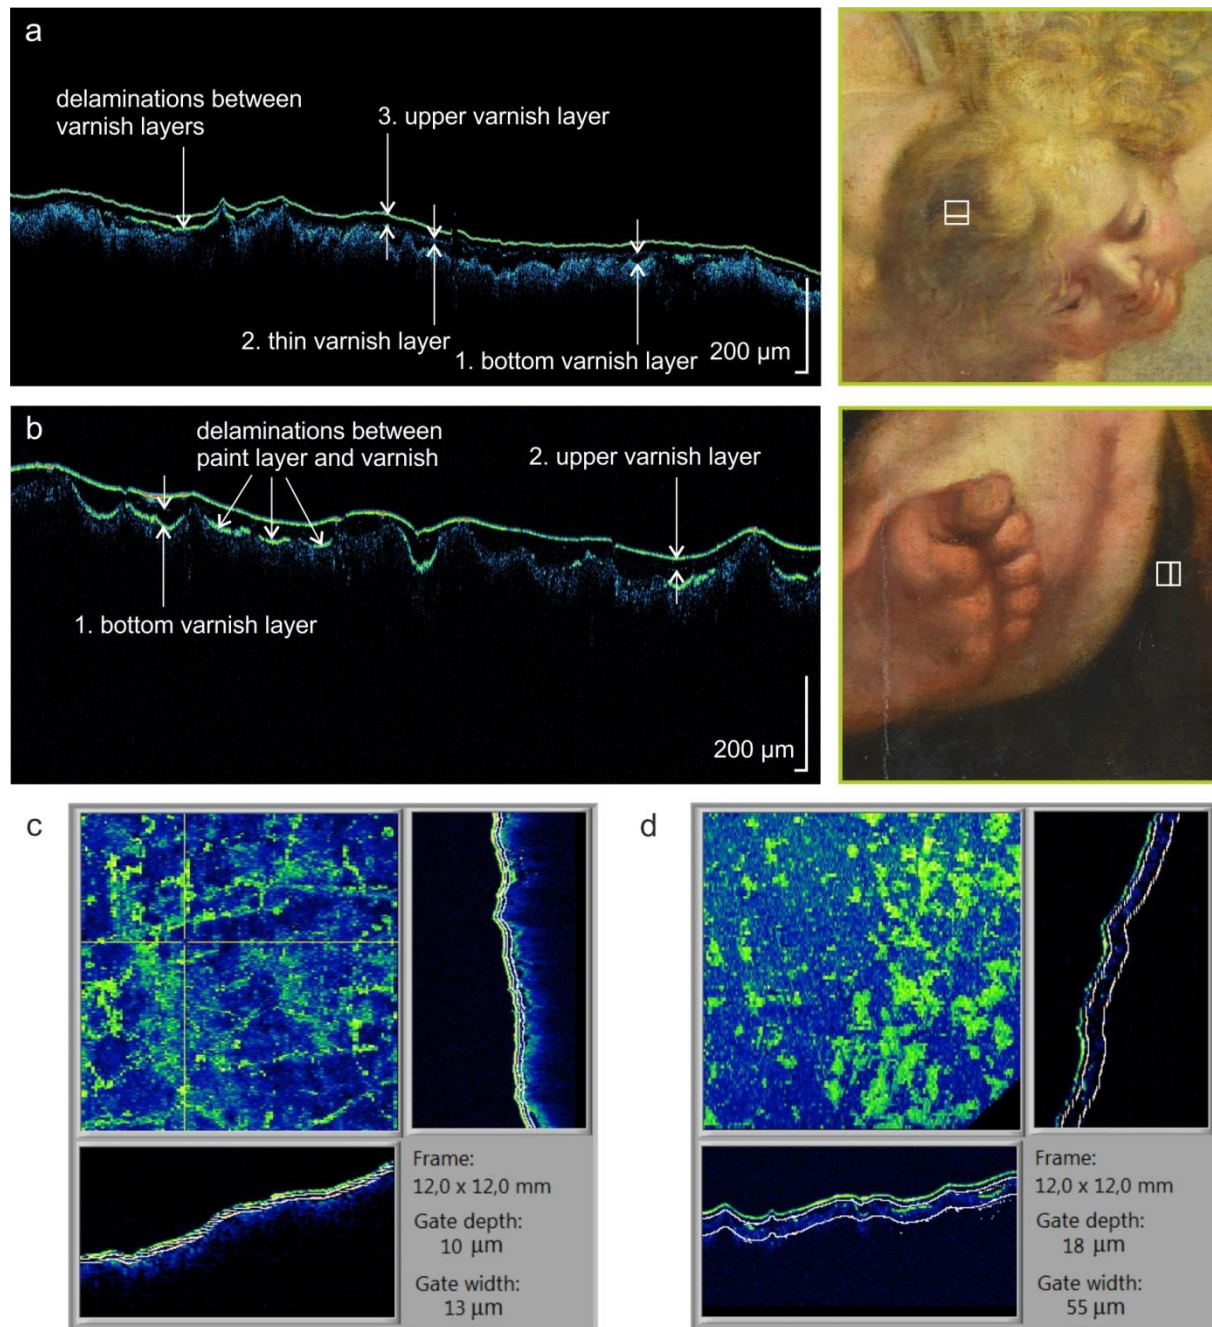 a
delaminations between
varnish layers
3. upper varnish layer
2. thin varnish layer
1. bottom varnish layer
200 μm
b
delaminations between
paint layer and varnish
2. upper varnish layer
1. bottom varnish layer
200 μm
c
Frame:
12,0 x 12,0 mm
Gate depth:
10 μm
Gate width:
13 μm
d
Frame:
12,0 x 12,0 mm
Gate depth:
18 μm
Gate width:
55 μm